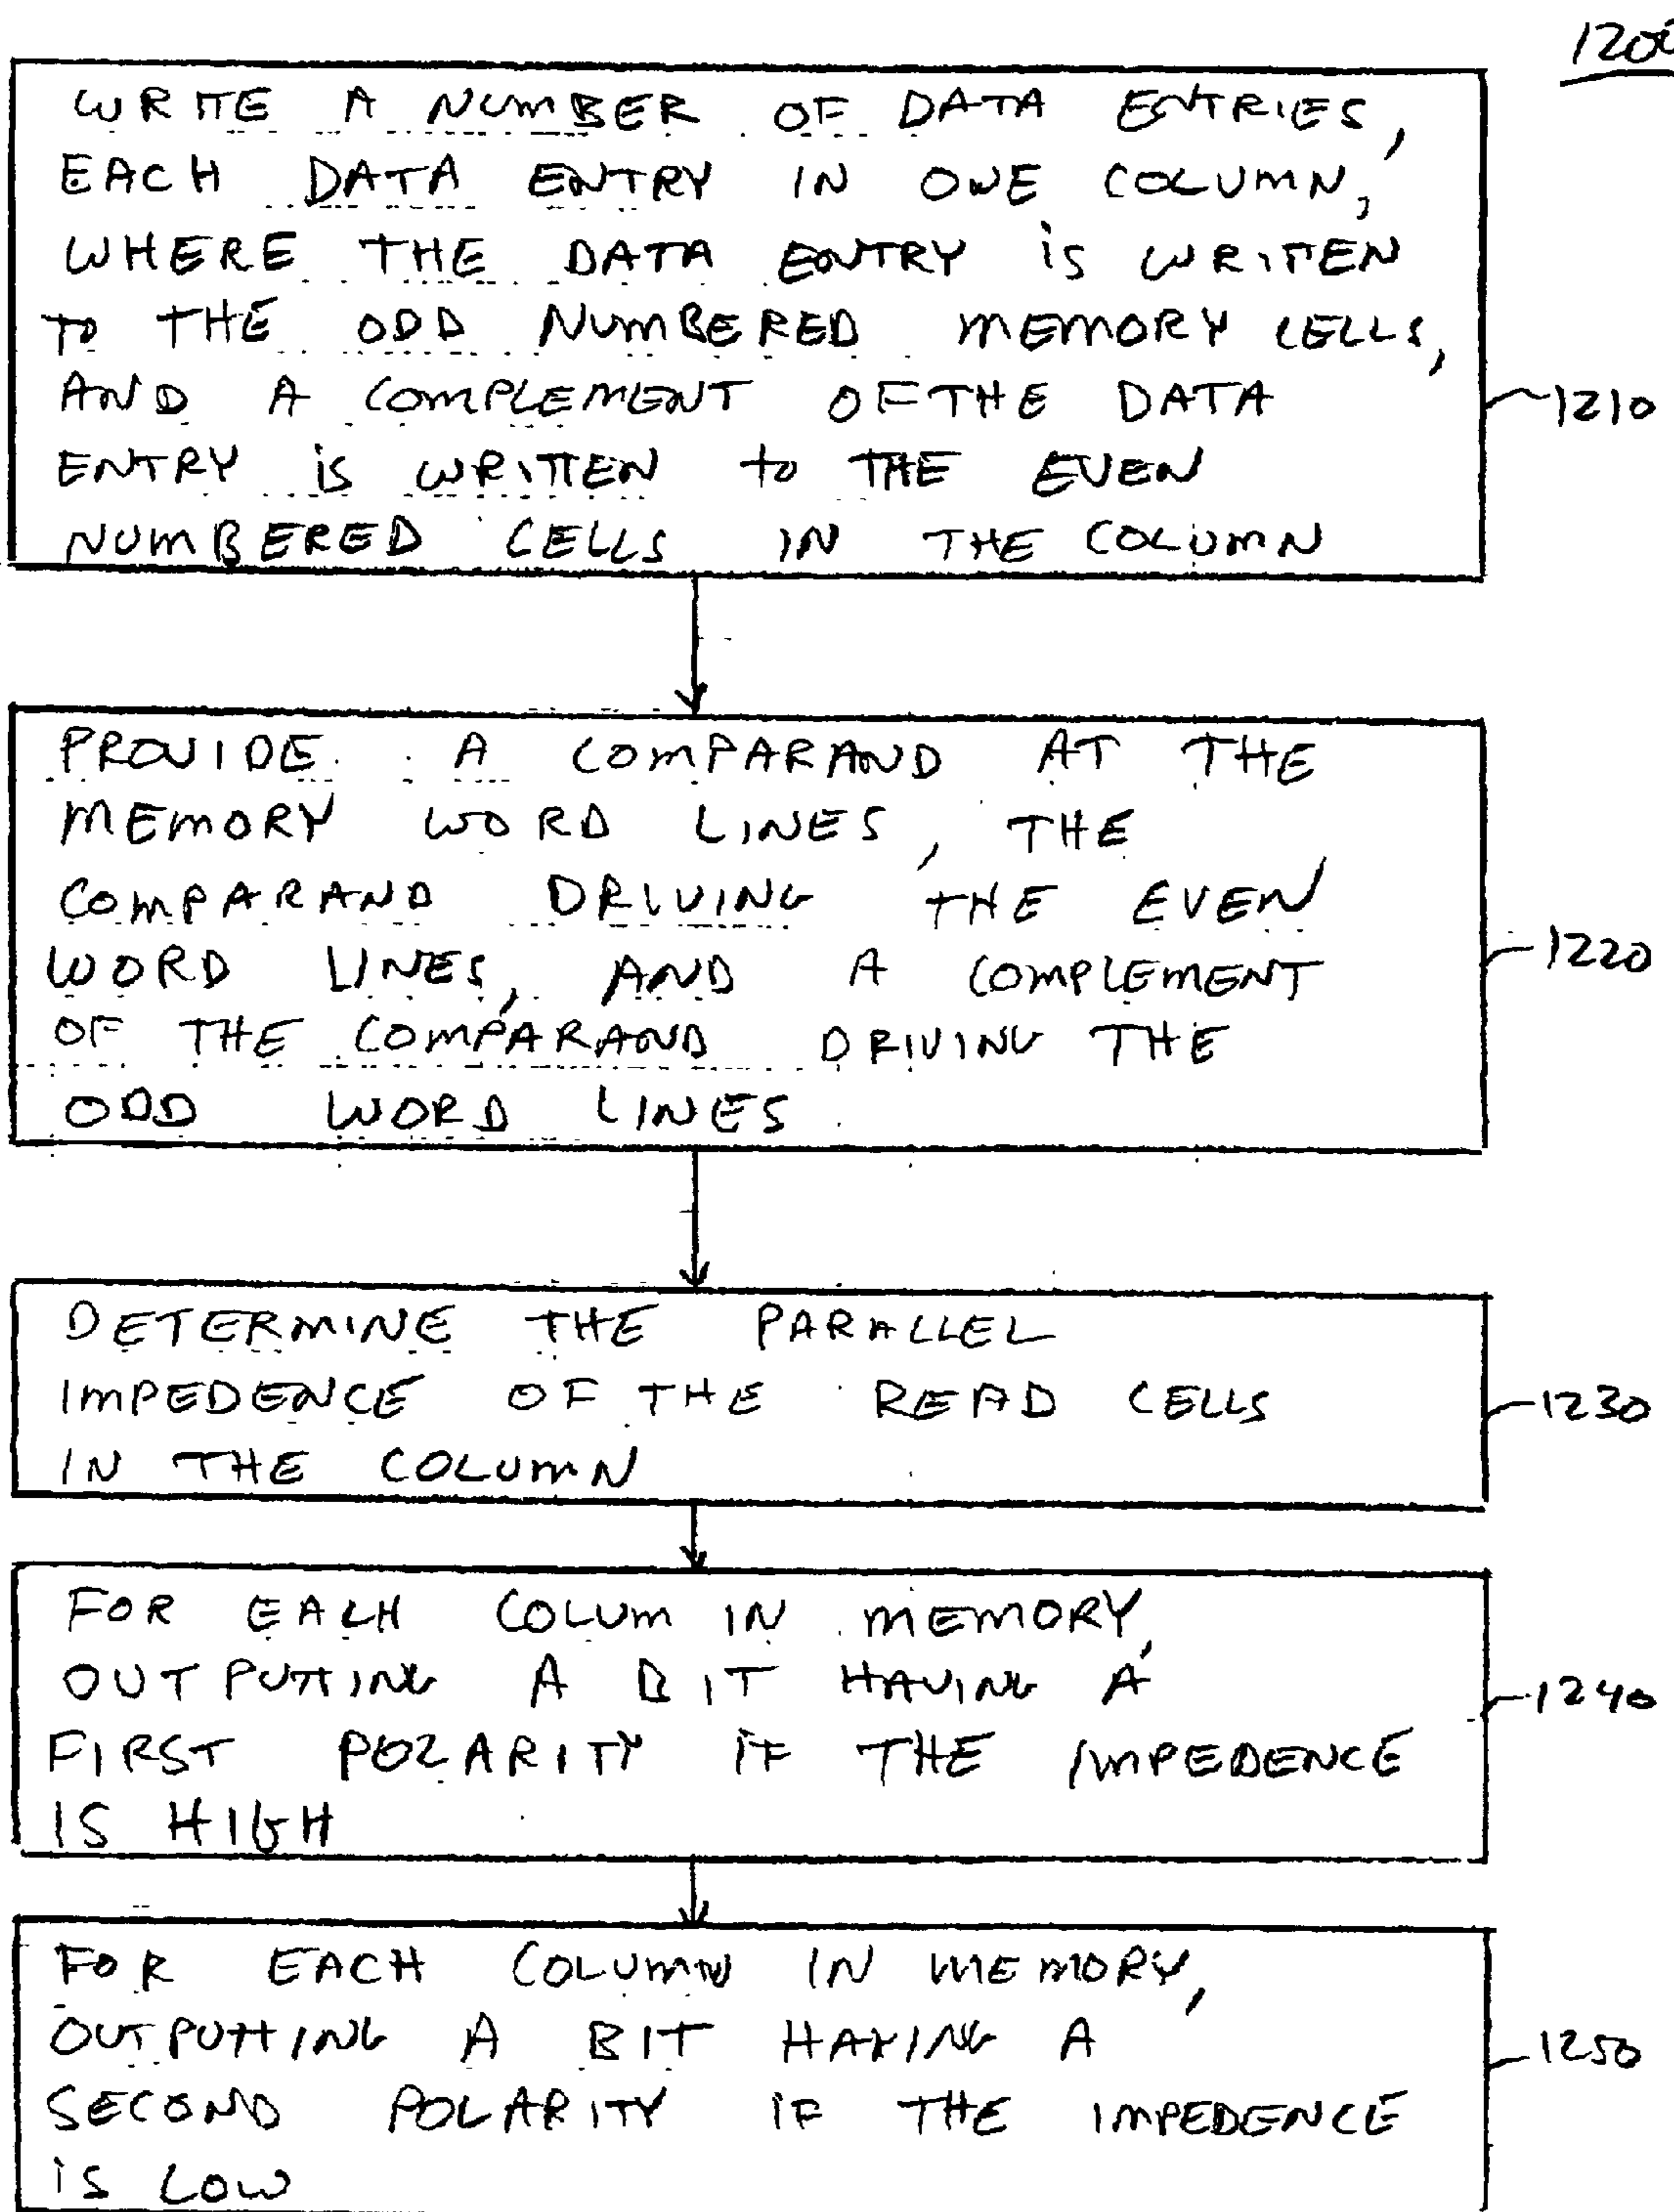 1200
WRITE A NUMBER OF DATA ENTRIES,
EACH DATA ENTRY IN ONE COLUMN,
WHERE THE DATA ENTRY iS WRITTEN
TO THE ODD NUMBERED MEMORY CELLS,
AND A COMPLEMENT OF THE DATA
ENTRY iS WRITTEN to THE EVEN
NUMBERED CELLS IN THE COLUMN
1210
PROVIDE A COMPARAND AT THE
MEMORY WORD LINES, THE
COMPARAND DRIVING THE EVEN
WORD LINES, AND A COMPLEMENT
OF THE COMPARAND DRIVING THE
ODD WORD LINES
1220
DETERMINE THE PARALLEL
IMPEDENCE OF THE READ CELLS
IN THE COLUMN
1230
FOR EACH COLUM IN MEMORY,
OUTPUTTING A BIT HAVING A
FIRST POLARITY IF THE IMPEDENCE
IS HIGH
1240
FOR EACH COLUMN IN MEMORY,
OUTPUTTING A BIT HAVING A
SECOND POLARITY IF THE IMPEDENCE
iS LOW
1250